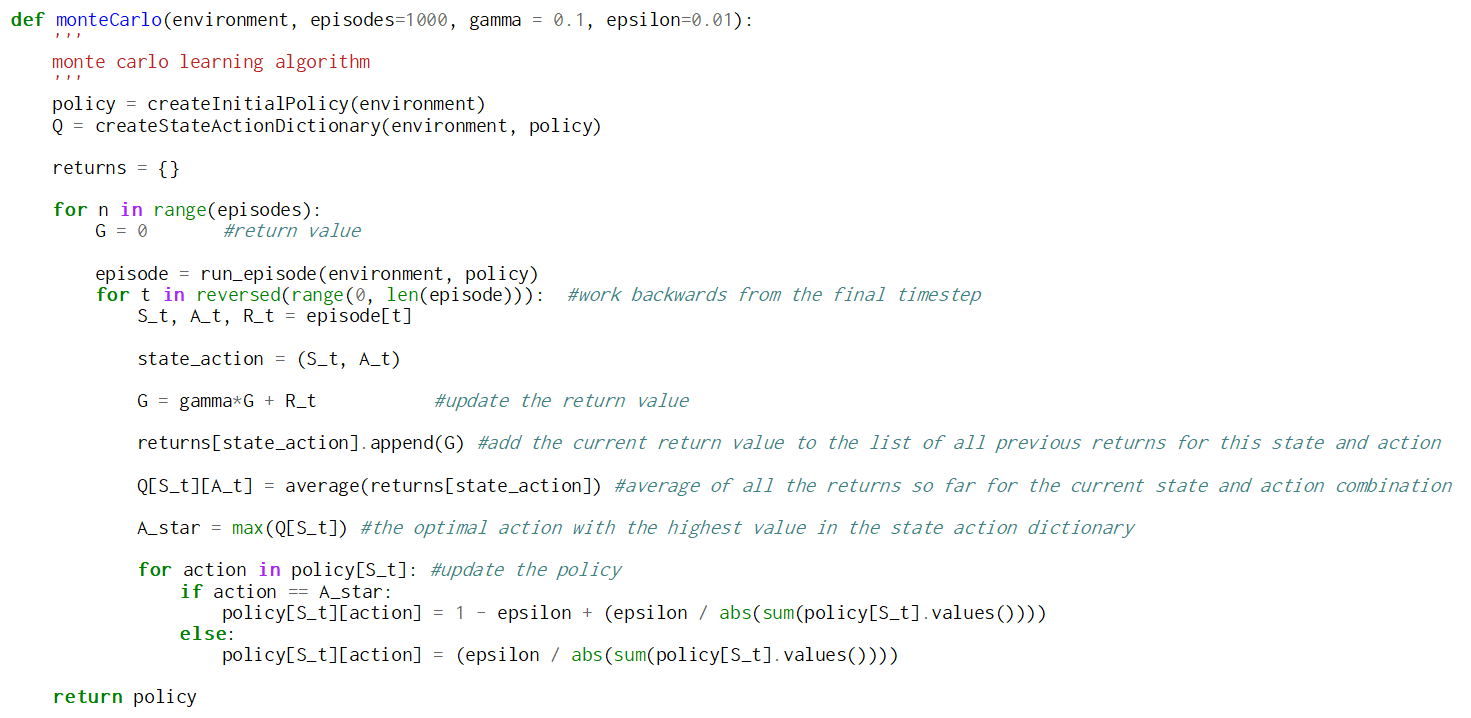 def monteCarlo(environment, episodes=1000, gamma = 0.1, epsilon=0.01):
    '''
    monte carlo learning algorithm
    '''
    policy = createInitialPolicy(environment)
    Q = createStateActionDictionary(environment, policy)
    returns = {}
    for n in range(episodes):
        G = 0       #return value
        episode = run_episode(environment, policy)
        for t in reversed(range(0, len(episode))):  #work backwards from the final timestep
            S_t, A_t, R_t = episode[t]
            state_action = (S_t, A_t)
            G = gamma*G + R_t           #update the return value
            returns[state_action].append(G) #add the current return value to the list of all previous returns for this state and action
            Q[S_t][A_t] = average(returns[state_action]) #average of all the returns so far for the current state and action combination
            A_star = max(Q[S_t]) #the optimal action with the highest value in the state action dictionary
            for action in policy[S_t]: #update the policy
                if action == A_star:
                    policy[S_t][action] = 1 - epsilon + (epsilon / abs(sum(policy[S_t].values())))
                else:
                    policy[S_t][action] = (epsilon / abs(sum(policy[S_t].values())))
    return policy